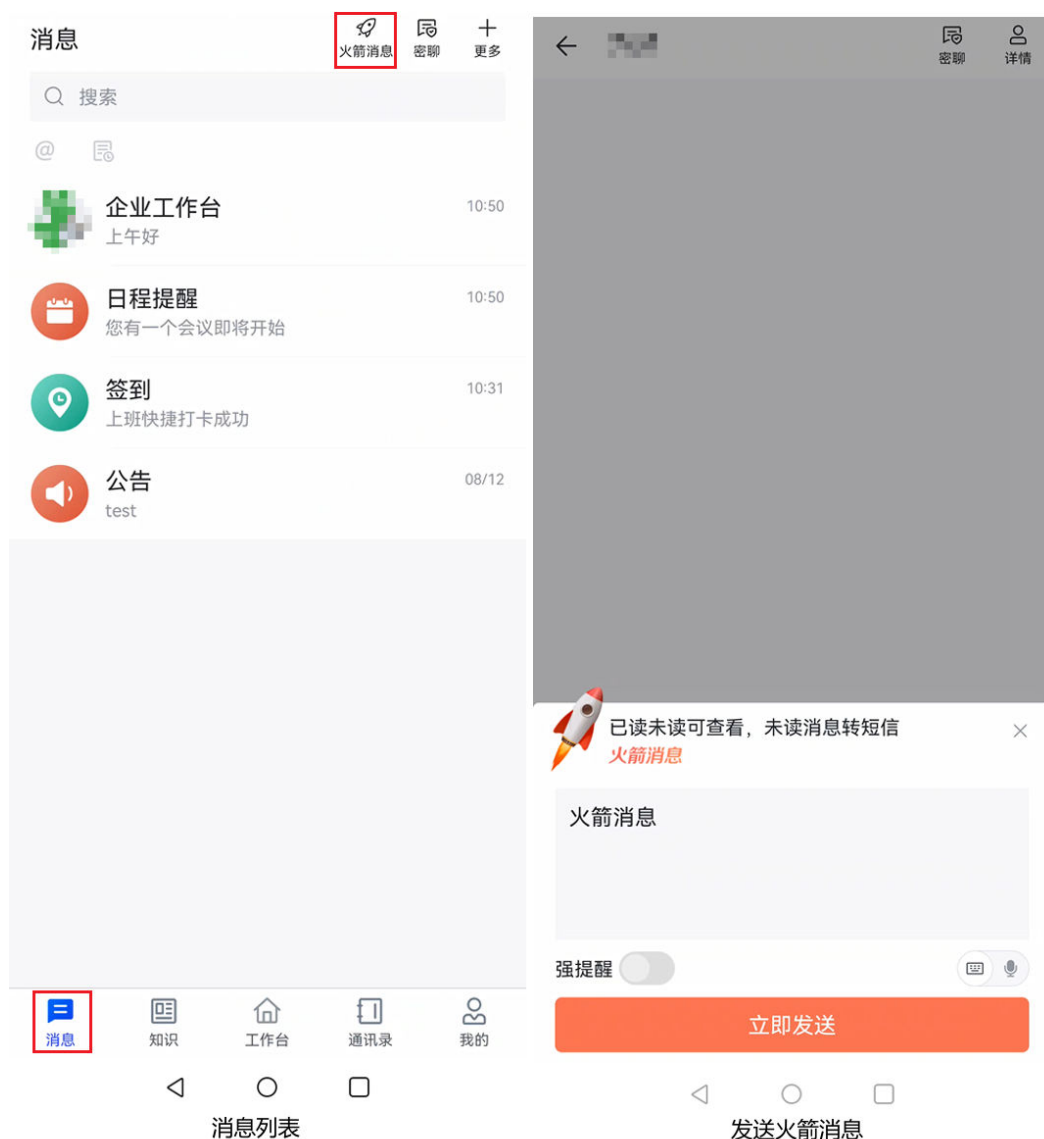 消息
火箭消息
密聊
更多
搜索
@
企业工作台
10:50
上午好
日程提醒
10:50
您有一个会议即将开始
签到
10:31
上班快捷打卡成功
公告
08/12
test
消息
知识
工作台
通讯录
我的
消息列表
密聊
详情
已读未读可查看，未读消息转短信
火箭消息
火箭消息
强提醒
立即发送
发送火箭消息